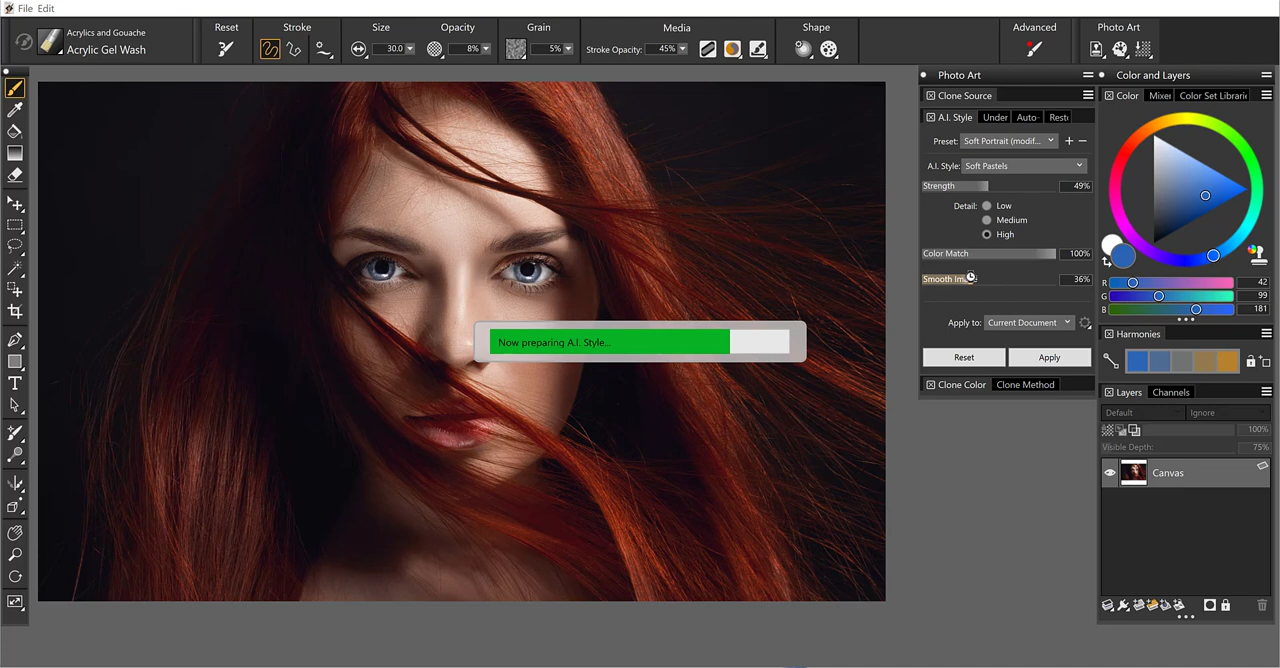 File Edit
Acrylics and Gouache
Acrylic Gel Wash
Reset
Stroke
Size
30.0
Opacity
8%
Grain
5%
Media
Stroke Opacity: 45%
Shape
Advanced
Photo Art
Photo Art
Clone Source
A.I. Style Under Auto- Rest
Preset: Soft Portrait (modif...
A.I. Style: Soft Pastels
Strength 49%
Detail: Low
Medium
High
Color Match 100%
Smooth Im 36%
Apply to: Current Document
Reset Apply
Clone Color Clone Method
Now preparing A.I. Style...
Color and Layers
Color Mixe Color Set Librari
R 42
G 99
B 181
Harmonies
Layers Channels
Default Ignore
100%
Visible Depth: 75%
Canvas
T